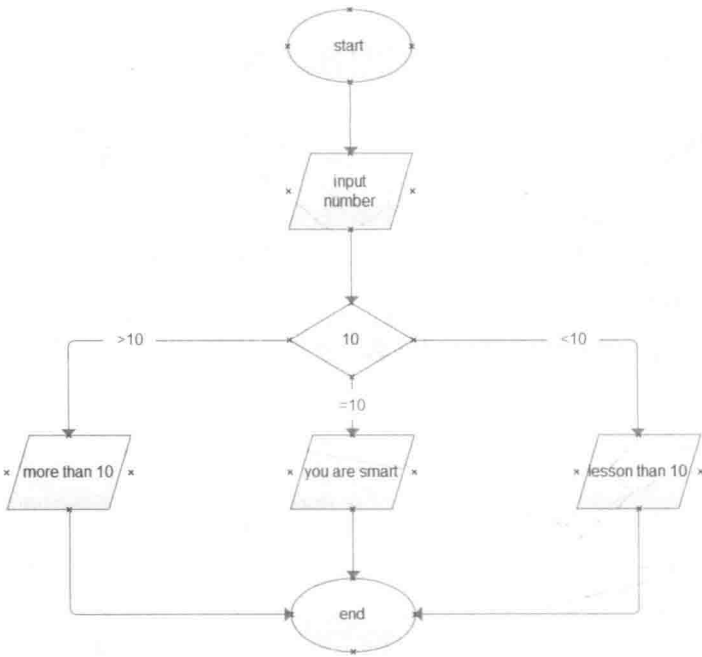 start
input
number
10
>10
<10
=10
more than 10
you are smart
lesson than 10
end